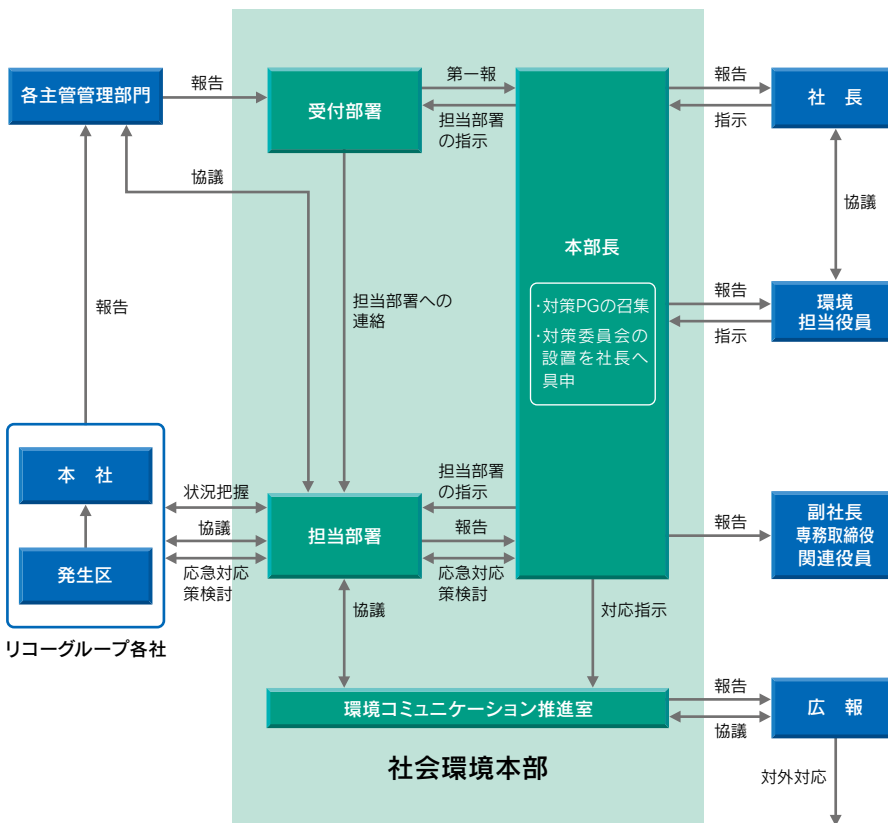 各主管管理部門
報告
受付部署
第一報
担当部署
の指示
報告
指示
社 長
協議
協議
本部長
・対策PGの召集
・対策委員会の
設置を社長へ
具申
報告
指示
環境
担当役員
報告
担当部署への
連絡
本 社
発生区
リコーグループ各社
状況把握
協議
応急対応
策検討
担当部署
担当部署
の指示
報告
応急対応
策検討
報告
副社長
専務取締役
関連役員
協議
対応指示
環境コミュニケーション推進室
報告
協議
広 報
社会環境本部
対外対応